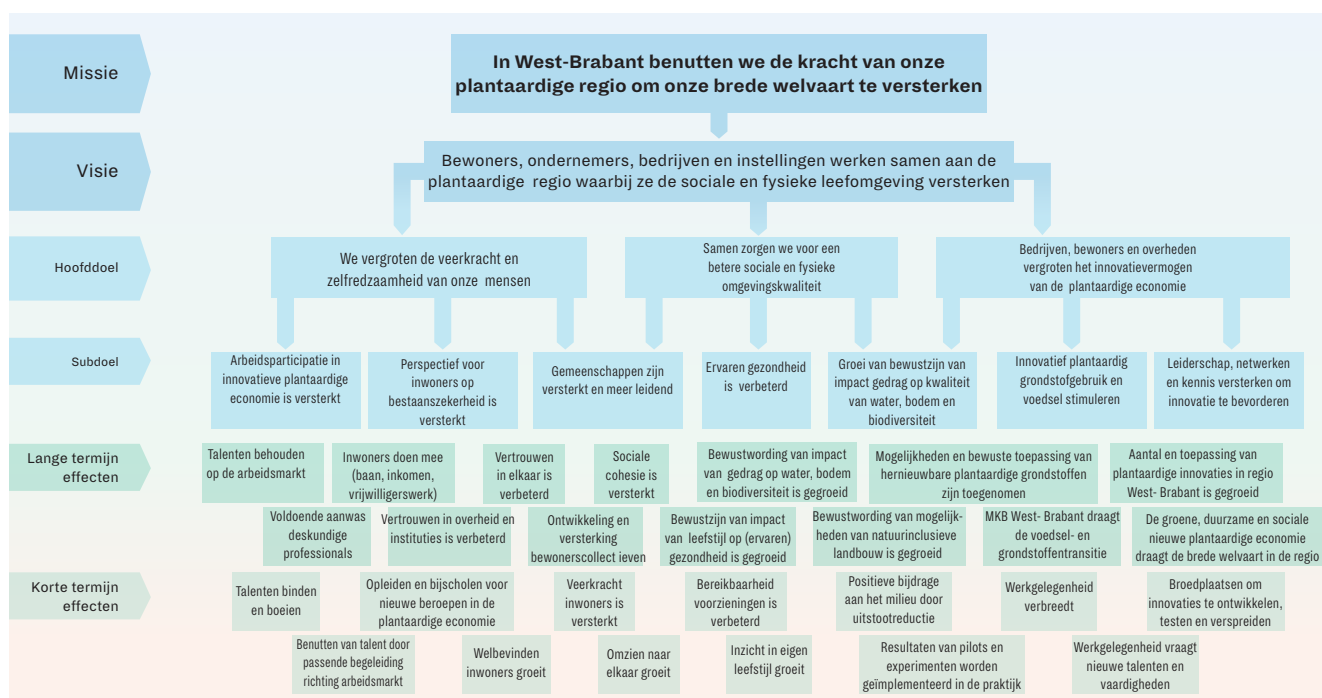 Missie
In West-Brabant benutten we de kracht van onze
plantaardige regio om onze brede welvaart te versterken
Visie
Bewoners, ondernemers, bedrijven en instellingen werken samen aan de
plantaardige regio waarbij ze de sociale en fysieke leefomgeving versterken
Hoofddoel
We vergroten de veerkracht en
zelfredzaamheid van onze mensen
Samen zorgen we voor een
betere sociale en fysieke
omgevingskwaliteit
Bedrijven, bewoners en overheden
vergroten het innovatievermogen
van de plantaardige economie
Subdoel
Arbeidsparticipatie in
innovatieve plantaardige
economie is versterkt
Perspectief voor
inwoners op
bestaanszekerheid is
versterkt
Gemeenschappen zijn
versterkt en meer leidend
Ervaren gezondheid
is verbeterd
Groei van bewustzijn van
impact gedrag op kwaliteit
van water, bodem en
biodiversiteit
Innovatief plantaardig
grondstofgebruik en
voedsel stimuleren
Leiderschap, netwerken
en kennis versterken om
innovatie te bevorderen
Lange termijn
effecten
Talenten behouden
op de arbeidsmarkt
Inwoners doen mee
(baan, inkomen,
vrijwilligerswerk)
Vertrouwen
in elkaar is
verbeterd
Sociale
cohesie is
versterkt
Bewustwording van impact
van gedrag op water, bodem
en biodiversiteit is gegroeid
Mogelijkheden en bewuste toepassing van
hernieuwbare plantaardige grondstoffen
zijn toegenomen
Aantal en toepassing van
plantaardige innovaties in regio
West- Brabant is gegroeid
Voldoende aanwas
deskundige
professionals
Vertrouwen in overheid en
instituties is verbeterd
Ontwikkeling en
versterking
bewonerscollect ieven
Bewustzijn van impact
van leefstijl op (ervaren)
gezondheid is gegroeid
Bewustwording van mogelijk-
heden van natuurinclusieve
landbouw is gegroeid
MKB West- Brabant draagt
de voedsel- en
grondstoffentransitie
De groene, duurzame en sociale
nieuwe plantaardige economie
draagt de brede welvaart in de regio
Korte termijn
effecten
Talenten binden
en boeien
Opleiden en bijscholen voor
nieuwe beroepen in de
plantaardige economie
Veerkracht
inwoners is
versterkt
Bereikbaarheid
voorzieningen is
verbeterd
Positieve bijdrage
aan het milieu door
uitstootreductie
Werkgelegenheid
verbreedt
Broedplaatsen om
innovaties te ontwikkelen,
testen en verspreiden
Benutten van talent door
passende begeleiding
richting arbeidsmarkt
Welbevinden
inwoners groeit
Omzien naar
elkaar groeit
Inzicht in eigen
leefstijl groeit
Resultaten van pilots en
experimenten worden
geïmplementeerd in de praktijk
Werkgelegenheid vraagt
nieuwe talenten en
vaardigheden